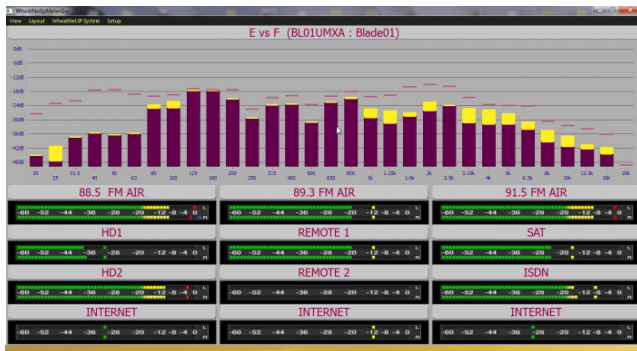 WheatNetIpMeterGui
View Layout WheatNet-IP System Setup
E vs F (BL01UMXA : Blade01)
0dB
-6dB
-12dB
-18dB
-24dB
-30dB
-36dB
-42dB
-48dB
20 25 31.5 40 50 63 80 100 125 160 200 250 315 400 500 630 800 1k 1.25k 1.6k 2k 2.5k 3.15k 4k 5k 6.3k 8k 10k 12.5k 16k 20k
88.5 FM AIR 89.3 FM AIR 91.5 FM AIR
-60 -52 -44 -36 -28 -20 -12 -8 -4 0 L R -60 -52 -44 -36 -28 -20 -12 -8 -4 0 L R -60 -52 -44 -36 -28 -20 -12 -8 -4 0 L R
HD1 REMOTE 1 SAT
-60 -52 -44 -36 -28 -20 -12 -8 -4 0 L R -60 -52 -44 -36 -28 -20 -12 -8 -4 0 L R -60 -52 -44 -36 -28 -20 -12 -8 -4 0 L R
HD2 REMOTE 2 ISDN
-60 -52 -44 -36 -28 -20 -12 -8 -4 0 L R -60 -52 -44 -36 -28 -20 -12 -8 -4 0 L R -60 -52 -44 -36 -28 -20 -12 -8 -4 0 L R
INTERNET INTERNET INTERNET
-60 -52 -44 -36 -28 -20 -12 -8 -4 0 L R -60 -52 -44 -36 -28 -20 -12 -8 -4 0 L R -60 -52 -44 -36 -28 -20 -12 -8 -4 0 L R